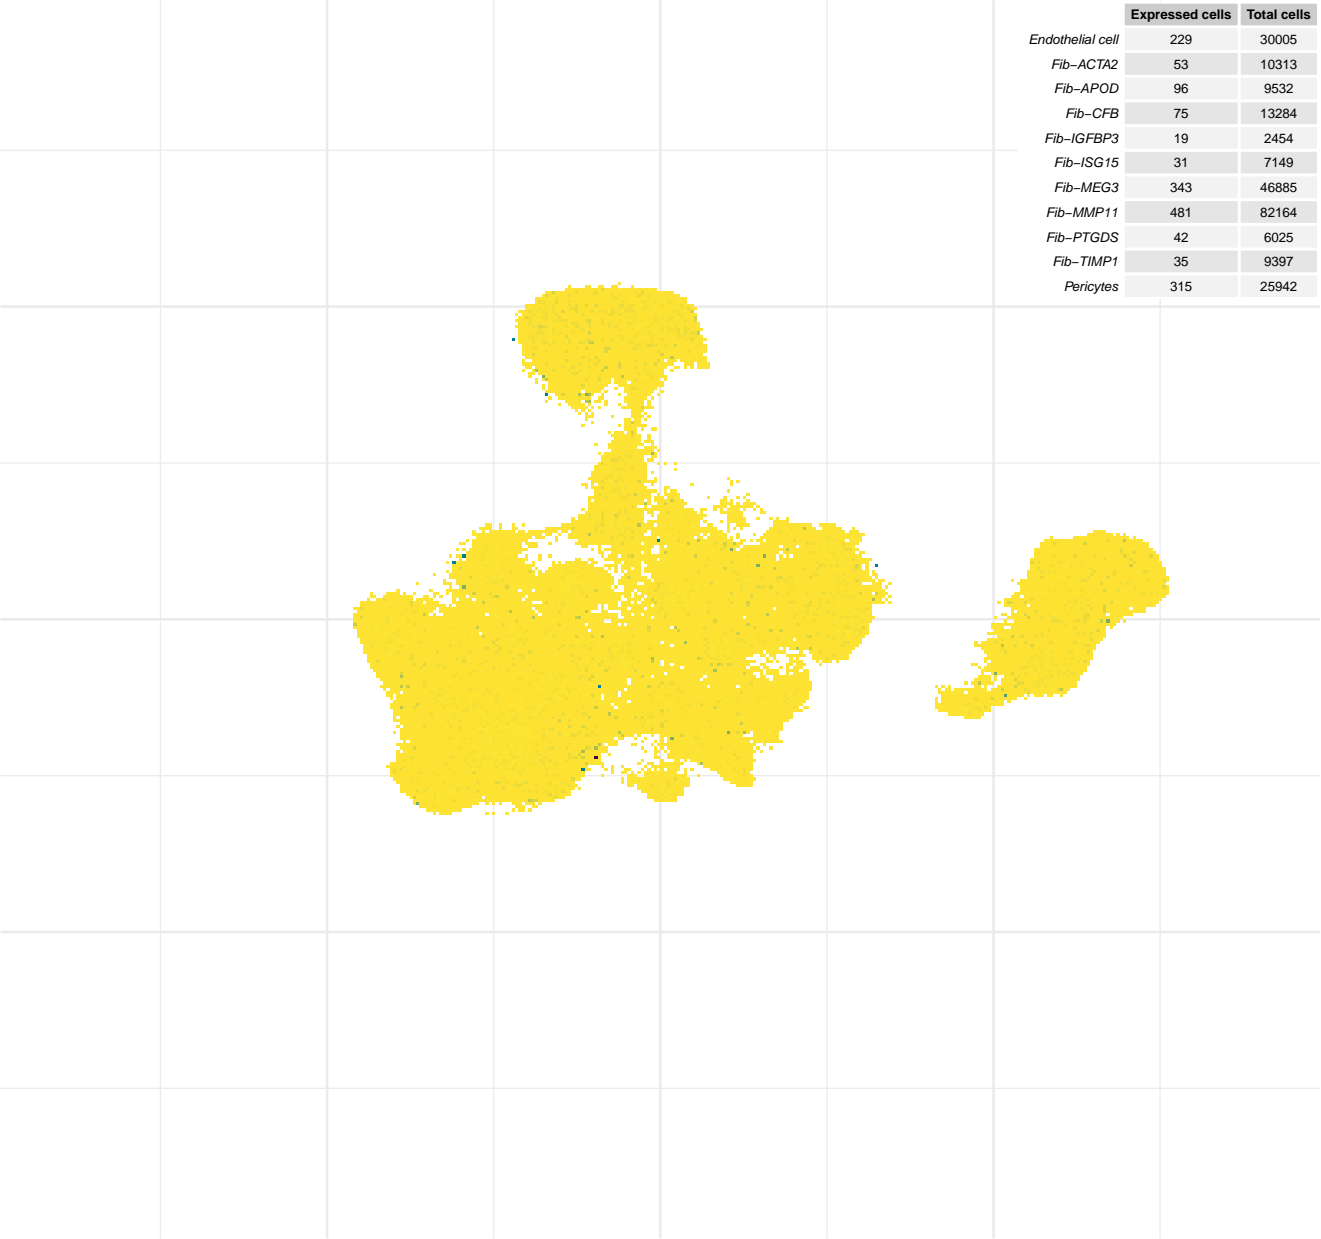 Expressed cells Total cells
Endothelial cell 229 30005
Fib−ACTA2 53 10313
Fib−APOD 96 9532
Fib−CFB 75 13284
Fib−IGFBP3 19 2454
Fib−ISG15 31 7149
Fib−MEG3 343 46885
Fib−MMP11 481 82164
Fib−PTGDS 42 6025
Fib−TIMP1 35 9397
Pericytes 315 25942